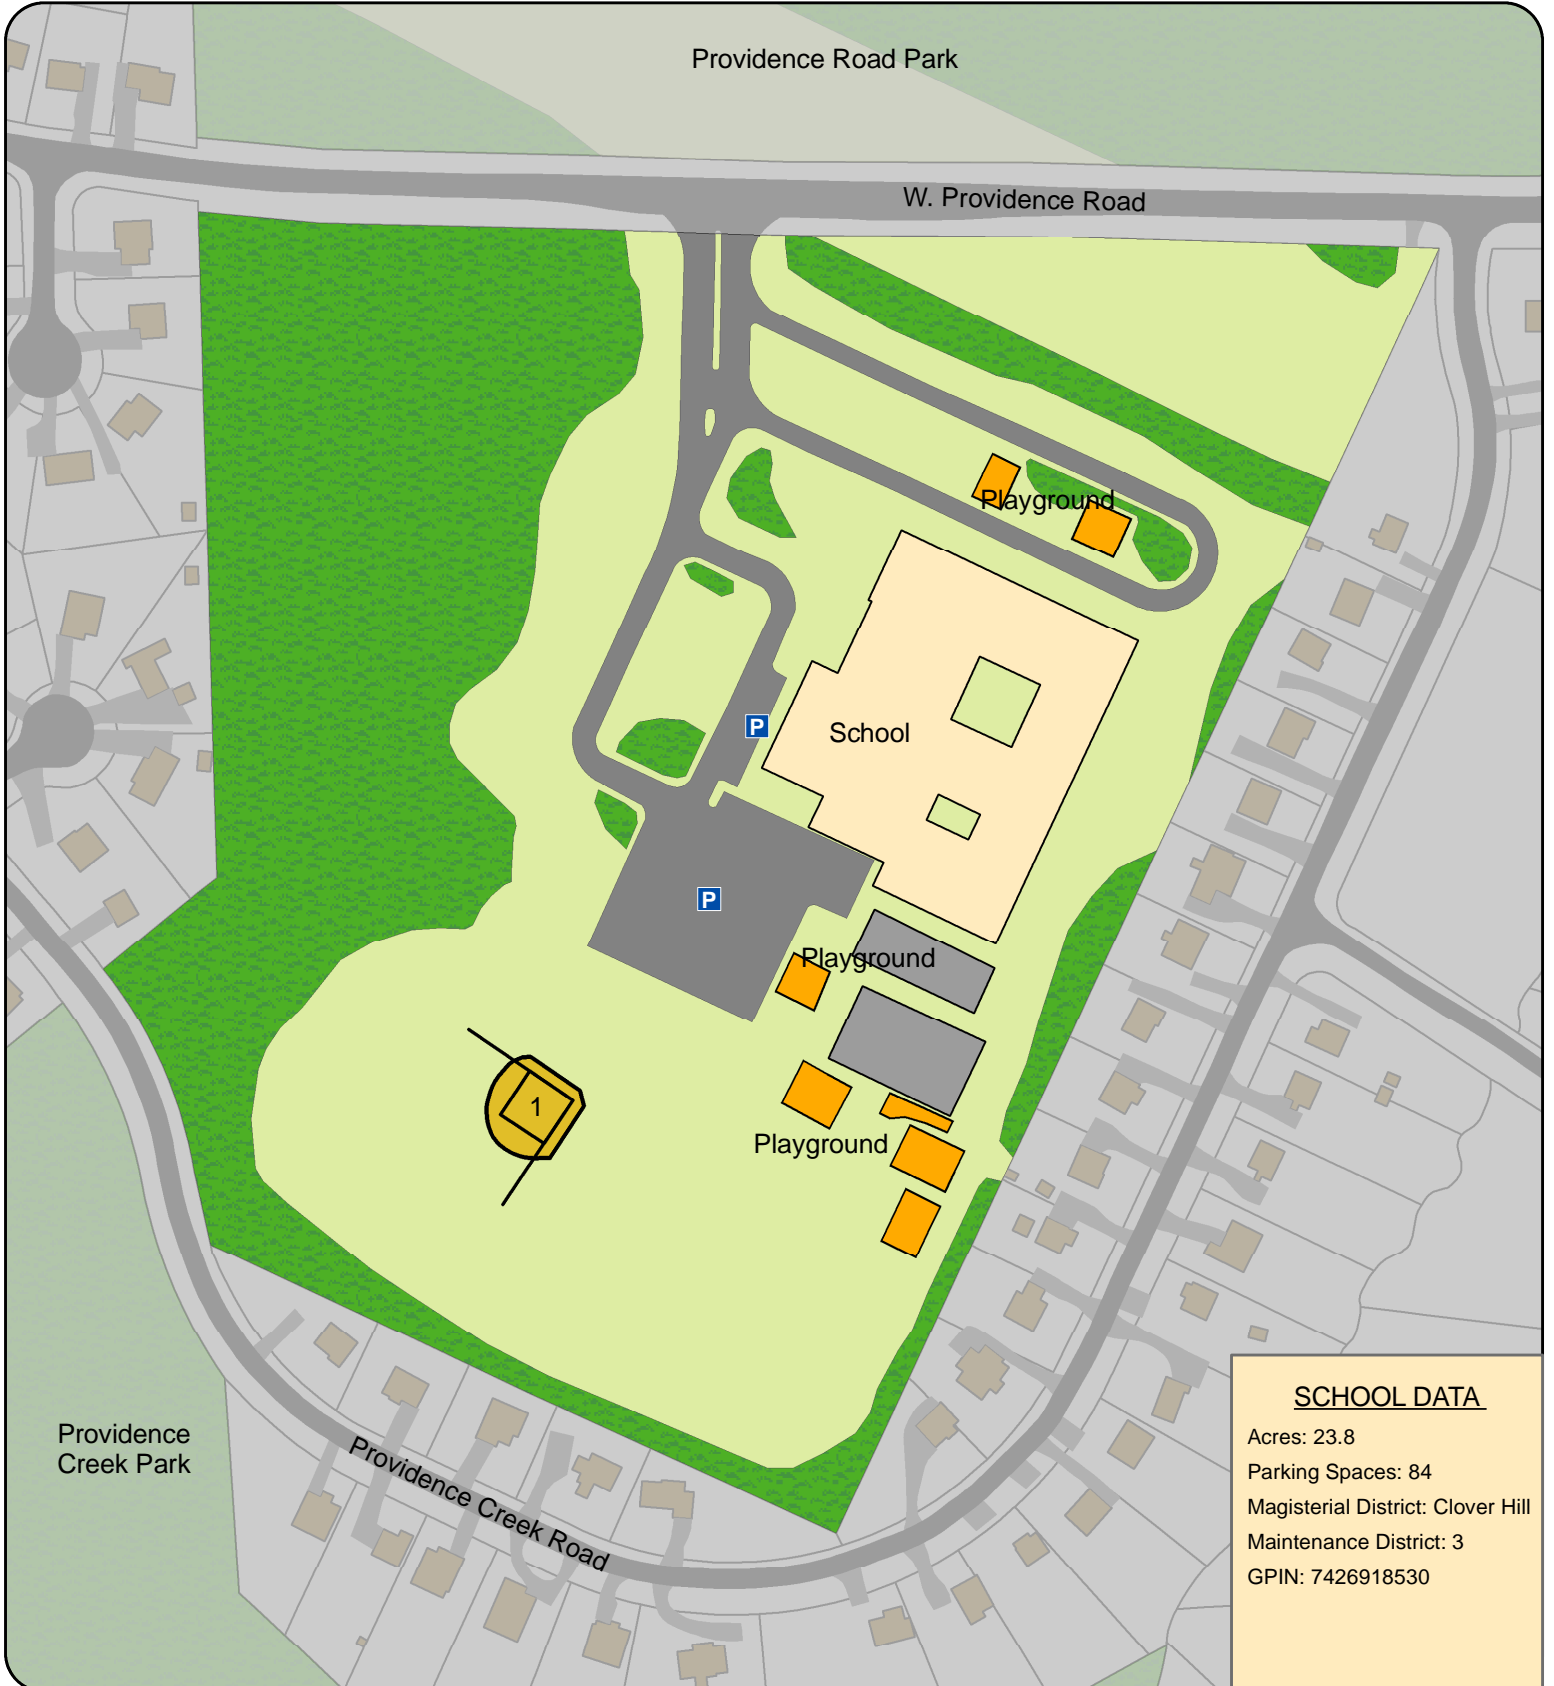 Providence Road Park
W. Providence Road
Playground
P
School
P
Playground
1
Playground
Providence
Creek Park
Providence Creek Road
SCHOOL DATA
Acres: 23.8
Parking Spaces: 84
Magisterial District: Clover Hill
Maintenance District: 3
GPIN: 7426918530